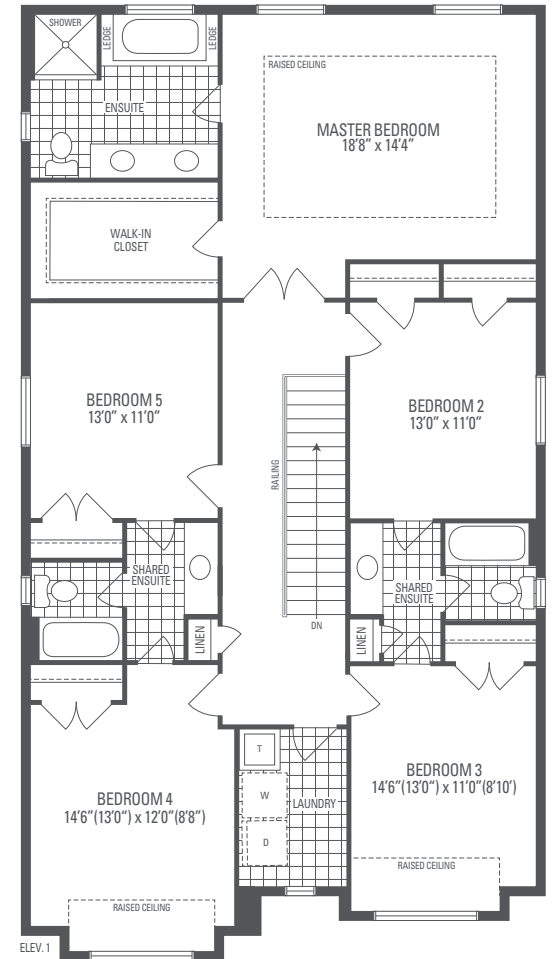 SHOWER
LEDGE
LEDGE
ENSUITE
RAISED CEILING
MASTER BEDROOM
18'8" x 14'4"
WALK-IN
CLOSET
BEDROOM 5
13'0" x 11'0"
BEDROOM 2
13'0" x 11'0"
RAILING
DN
SHARED
ENSUITE
SHARED
ENSUITE
LINEN
LINEN
T
W
D
LAUNDRY
BEDROOM 4
14'6"(13'0") x 12'0"(8'8")
RAISED CEILING
BEDROOM 3
14'6"(13'0") x 11'0"(8'10')
RAISED CEILING
ELEV. 1